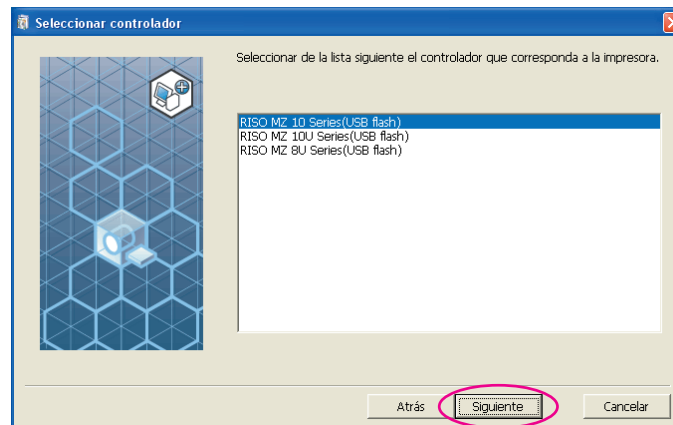 Seleccionar controlador
Seleccionar de la lista siguiente el controlador que corresponda a la impresora.
RISO MZ 10 Series(USB flash)
RISO MZ 10U Series(USB flash)
RISO MZ 8U Series(USB flash)
Atrás Siguiente Cancelar